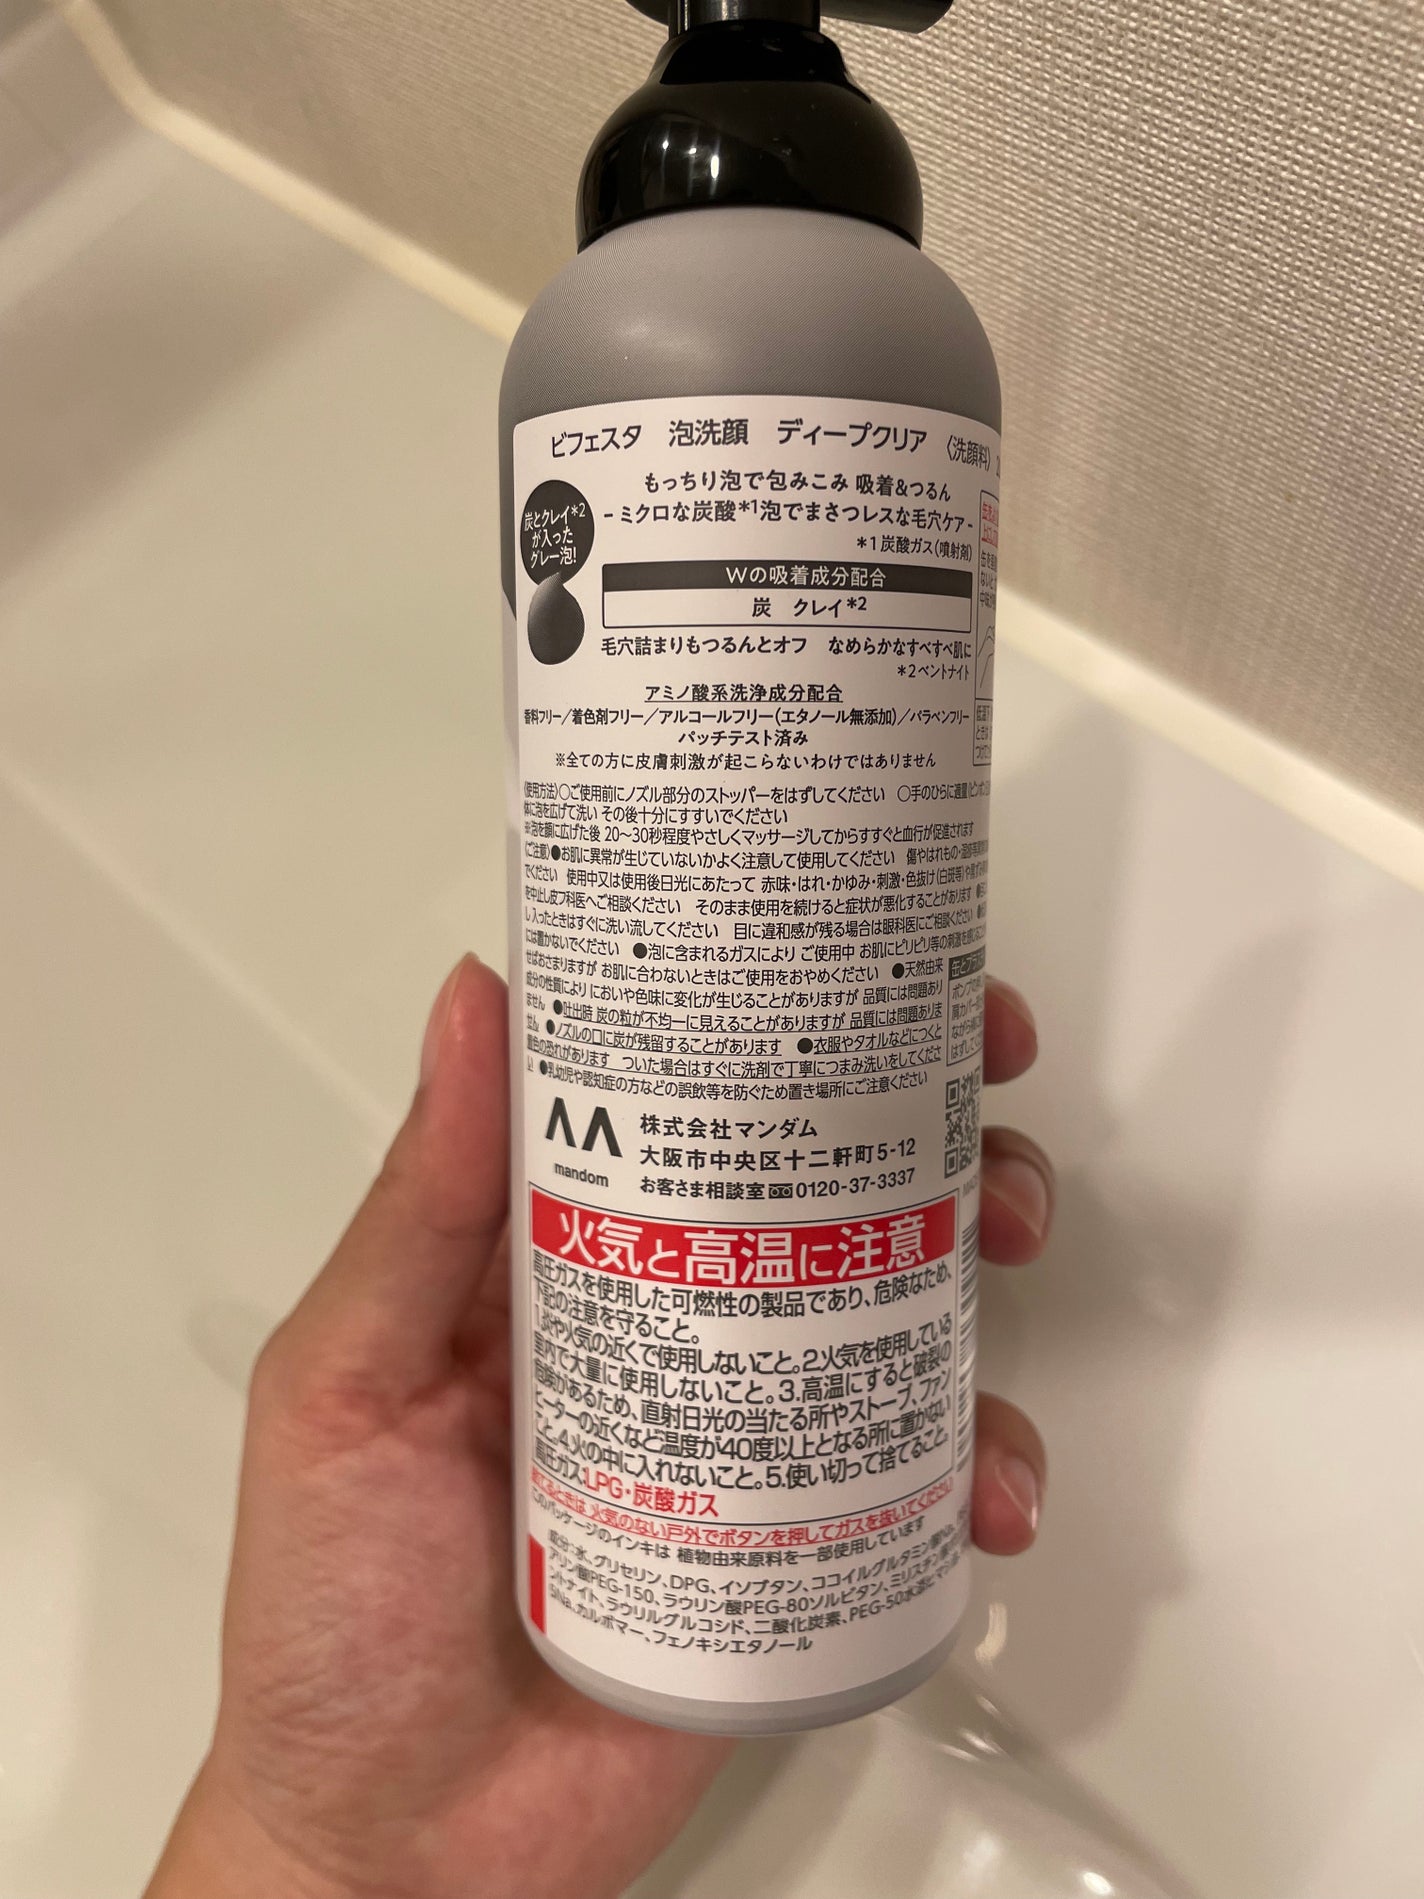 ビフェスタ 泡洗顔 ディープクリア 〈洗顔料〉
もっちり泡で包みこみ 吸着&つるん
- ミクロな炭酸*1泡でまさつレスな毛穴ケア -
*1 炭酸ガス(噴射剤)
炭とクレイ*2
が入った
グレー泡!
Wの吸着成分配合
炭 クレイ*2
毛穴詰まりもつるんとオフ なめらかなすべすべ肌に
*2 ベントナイト
アミノ酸系洗浄成分配合
香料フリー/着色剤フリー/アルコールフリー(エタノール無添加)/パラベンフリー
パッチテスト済み
※全ての方に皮膚刺激が起こらないわけではありません
〈使用方法〉○ご使用前にノズル部分のストッパーをはずしてください ○手のひらに適量
体に泡を広げて洗い その後十分にすすいでください
※泡を顔に広げた後 20〜30秒程度やさしくマッサージしてからすすぐと血行が促進されます
〈ご注意〉●お肌に異常が生じていないかよく注意して使用してください 傷やはれもの・湿疹等
でください 使用中又は使用後日光にあたって 赤味・はれ・かゆみ・刺激・色抜け(白斑等)や
を中止し皮フ科医へご相談ください そのまま使用を続けると症状が悪化することがあります
し入ったときはすぐに洗い流してください 目に違和感が残る場合は眼科医にご相談ください
には置かないでください ●泡に含まれるガスにより ご使用中 お肌にピリピリ等の刺激を感じること
せばおさまりますが お肌に合わないときはご使用をおやめください ●天然由来
成分の性質により においや色味に変化が生じることがありますが 品質には問題あり
ません ●吐出時 炭の粒が不均一に見えることがありますが 品質には問題ありま
せん ●ノズルの口に炭が残留することがあります ●衣服やタオルなどにつくと
着色の恐れがあります ついた場合はすぐに洗剤で丁寧につまみ洗いをしてくださ
い ●乳幼児や認知症の方などの誤飲等を防ぐため置き場所にご注意ください
mandom
株式会社マンダム
大阪市中央区十二軒町5-12
お客さま相談室 0120-37-3337
火気と高温に注意
高圧ガスを使用した可燃性の製品であり、危険なため、
下記の注意を守ること。
1.炎や火気の近くで使用しないこと。2.火気を使用している
室内で大量に使用しないこと。3.高温にすると破裂の
危険があるため、直射日光の当たる所やストーブ、ファン
ヒーターの近くなど温度が40度以上となる所に置かない
こと。4.火の中に入れないこと。5.使い切って捨てること。
高圧ガス:LPG・炭酸ガス
捨てるときは 火気のない戸外でボタンを押してガスを抜いてください
このパッケージのインキは 植物由来原料を一部使用しています
成分:水、グリセリン、DPG、イソブタン、ココイルグルタミン酸Na、
アリン酸PEG-150、ラウリン酸PEG-80ソルビタン、ミリスチン酸
ントナイト、ラウリルグルコシド、二酸化炭素、PEG-50水添ヒマシ
5Na、カルボマー、フェノキシエタノール